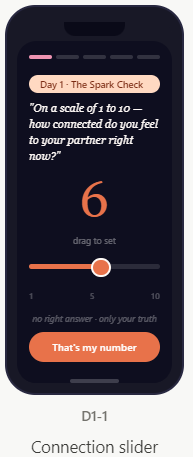 Day 1 · The Spark Check
"On a scale of 1 to 10 —
how connected do you feel
to your partner right
now?"
6
drag to set
1 5 10
no right answer · only your truth
That's my number
D1-1
Connection slider